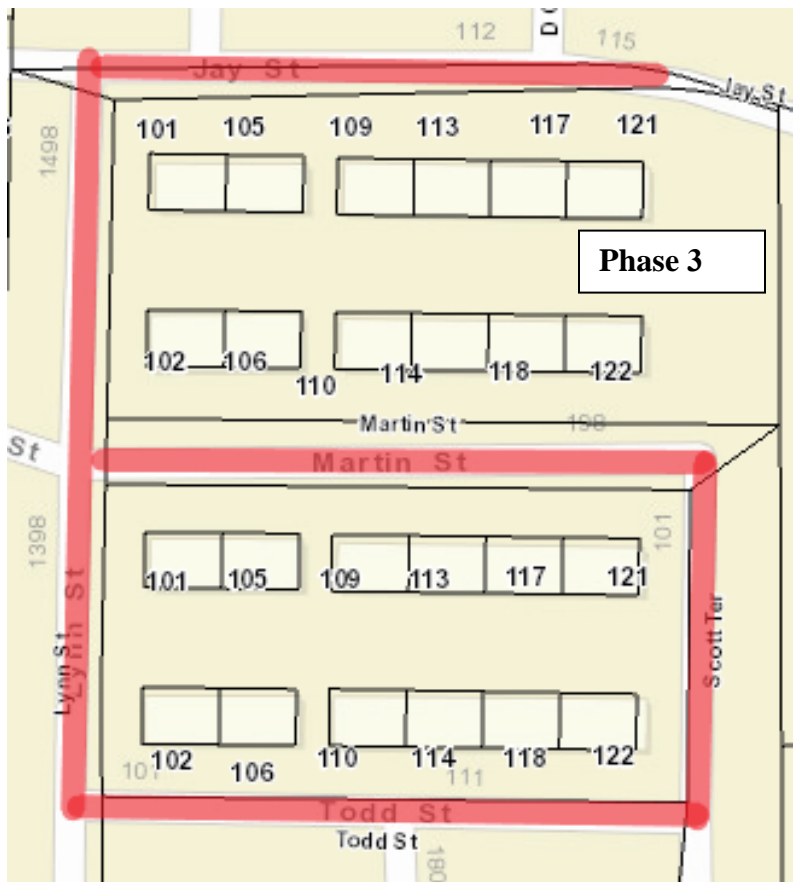 DO
112
115
Jay St
Jay St
101 105 109 113 117 121
1498
Phase 3
102 106 110 114 118 122
Martin St
198
St
Martin St
1398
101
101 105 109 113 117 121
Lynn St
Lynn St
Scott Ter
102 106 110 114 118 122
101
111
Todd St
Todd St
180